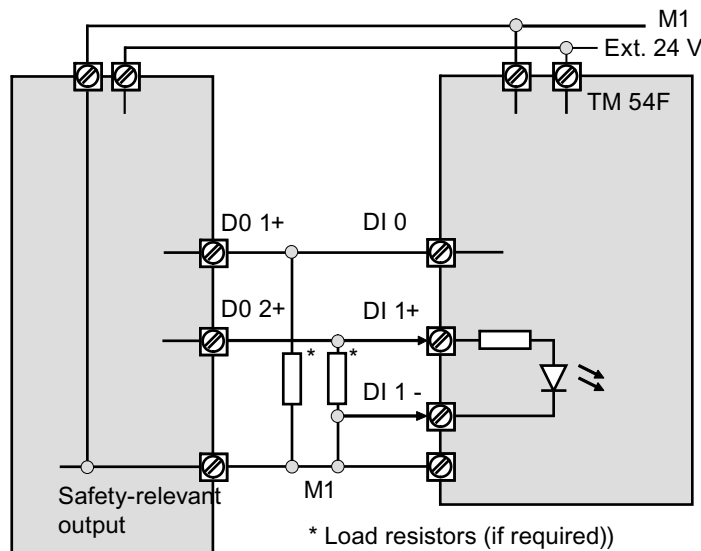 M1
Ext. 24 V
TM 54F
D0 1+
DI 0
D0 2+
DI 1+
*
*
DI 1 -
M1
Safety-relevant
output
* Load resistors (if required))